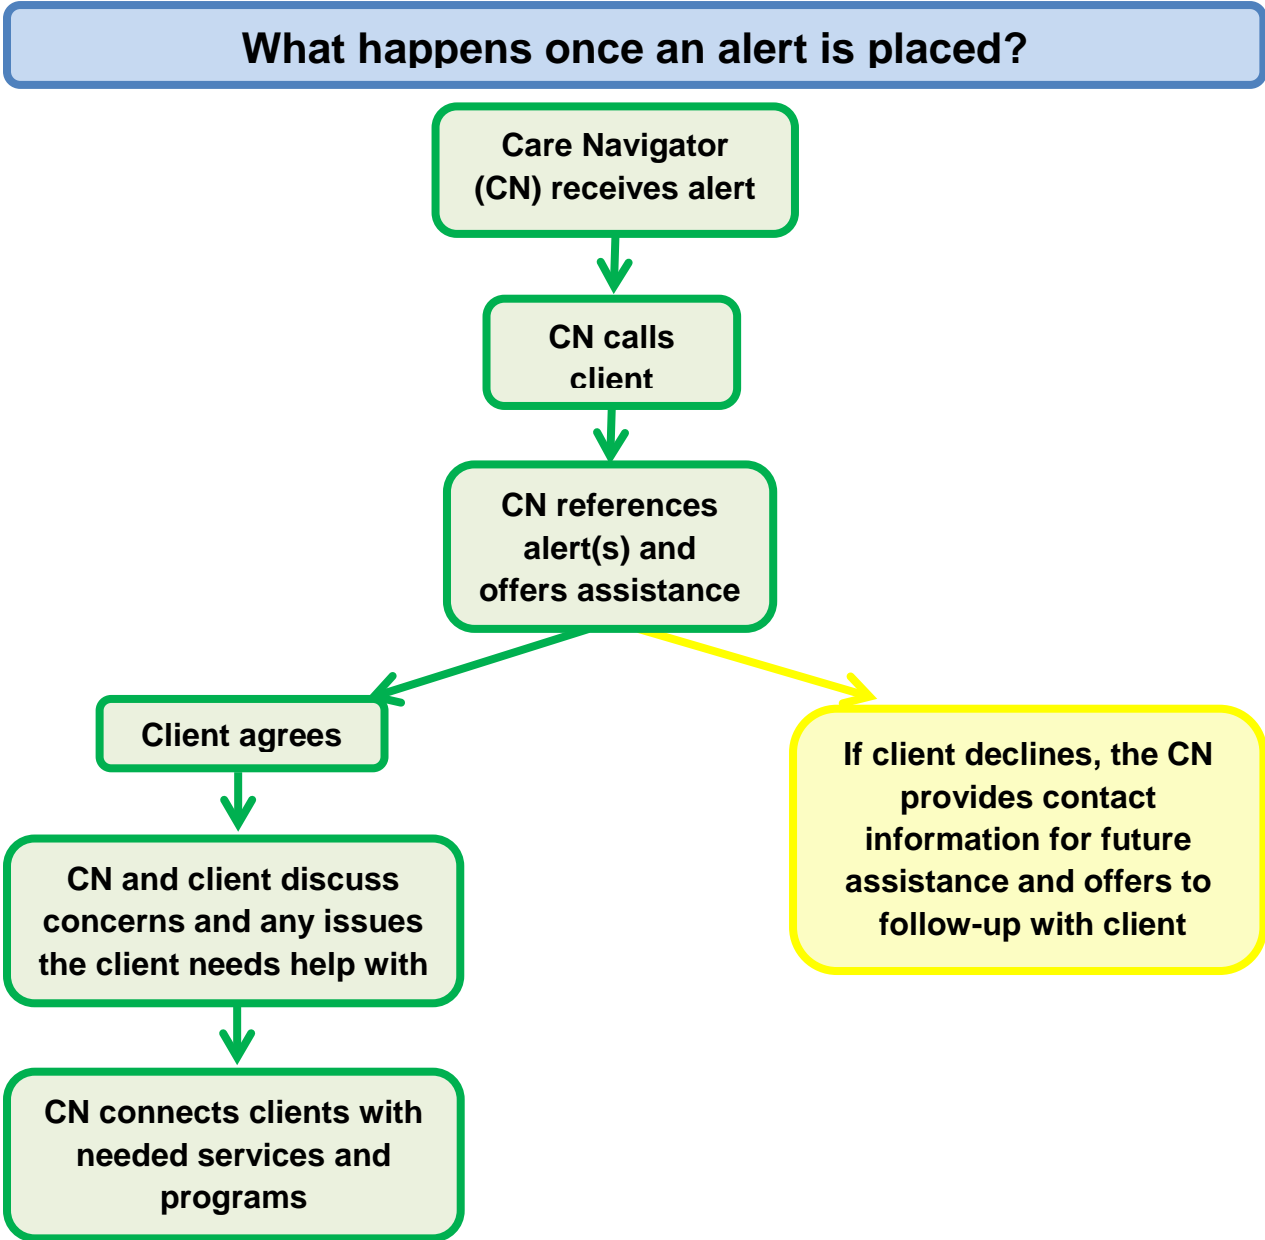 What happens once an alert is placed?
Care Navigator
(CN) receives alert
CN calls
client
CN references
alert(s) and
offers assistance
Client agrees
If client declines, the CN
provides contact
information for future
assistance and offers to
follow-up with client
CN and client discuss
concerns and any issues
the client needs help with
CN connects clients with
needed services and
programs